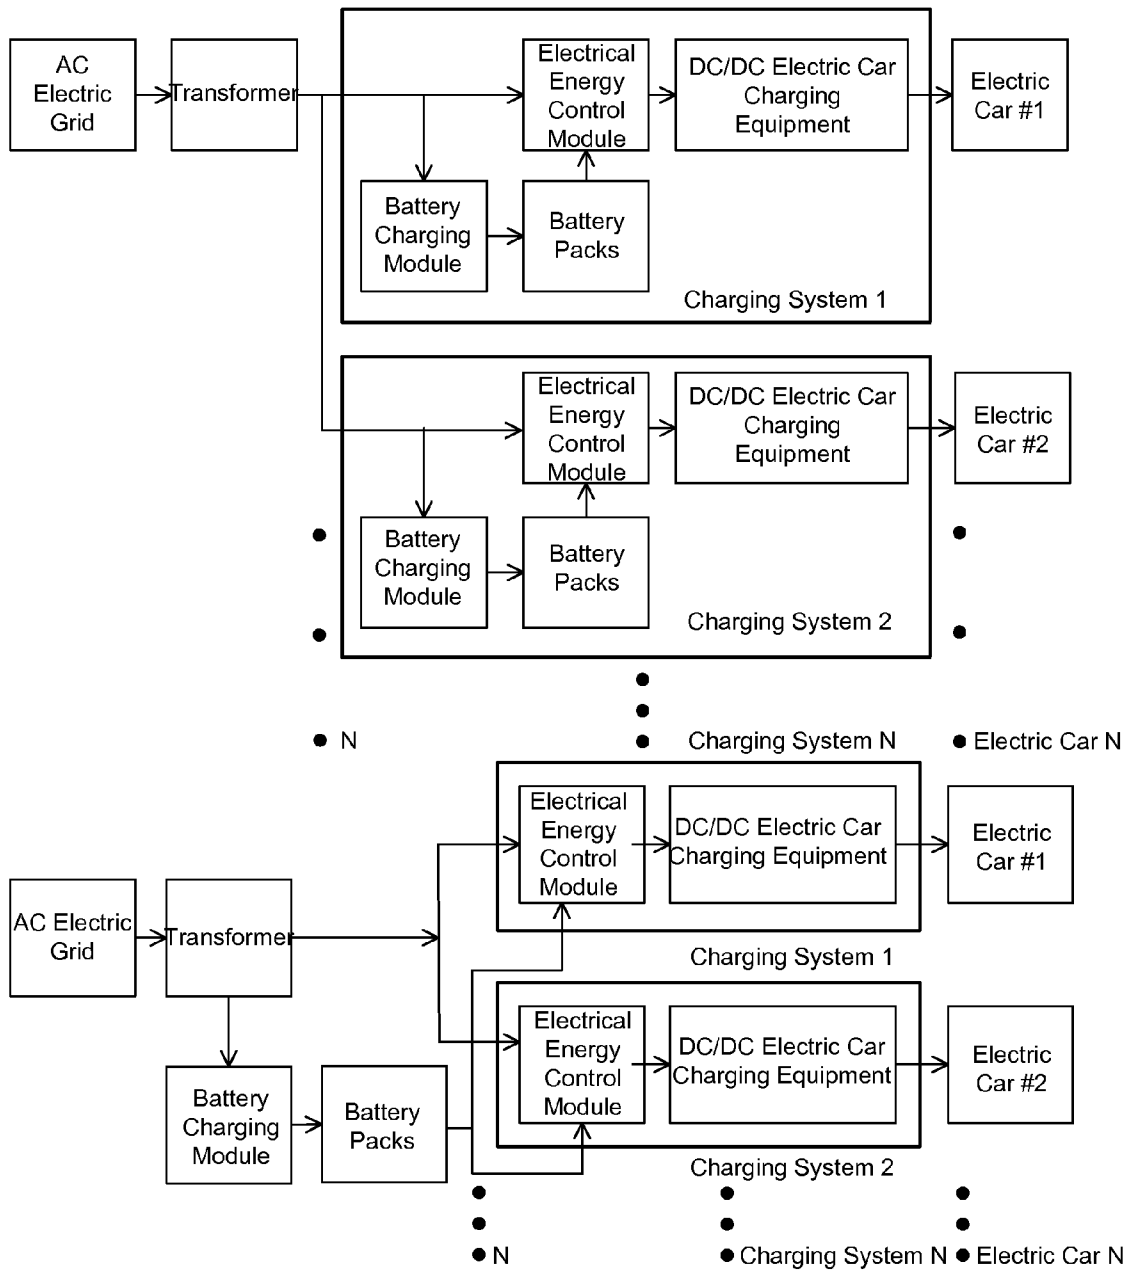 AC
Electric
Grid
Transformer
Electrical
Energy
Control
Module
DC/DC Electric Car
Charging
Equipment
Electric
Car #1
Battery
Charging
Module
Battery
Packs
Charging System 1
Electrical
Energy
Control
Module
DC/DC Electric Car
Charging
Equipment
Electric
Car #2
Battery
Charging
Module
Battery
Packs
Charging System 2
N
Charging System N
Electric Car N
Electrical
Energy
Control
Module
DC/DC Electric Car
Charging Equipment
Electric
Car #1
AC Electric
Grid
Transformer
Charging System 1
Electrical
Energy
Control
Module
DC/DC Electric Car
Charging Equipment
Electric
Car #2
Battery
Charging
Module
Battery
Packs
Charging System 2
N
Charging System N
Electric Car N